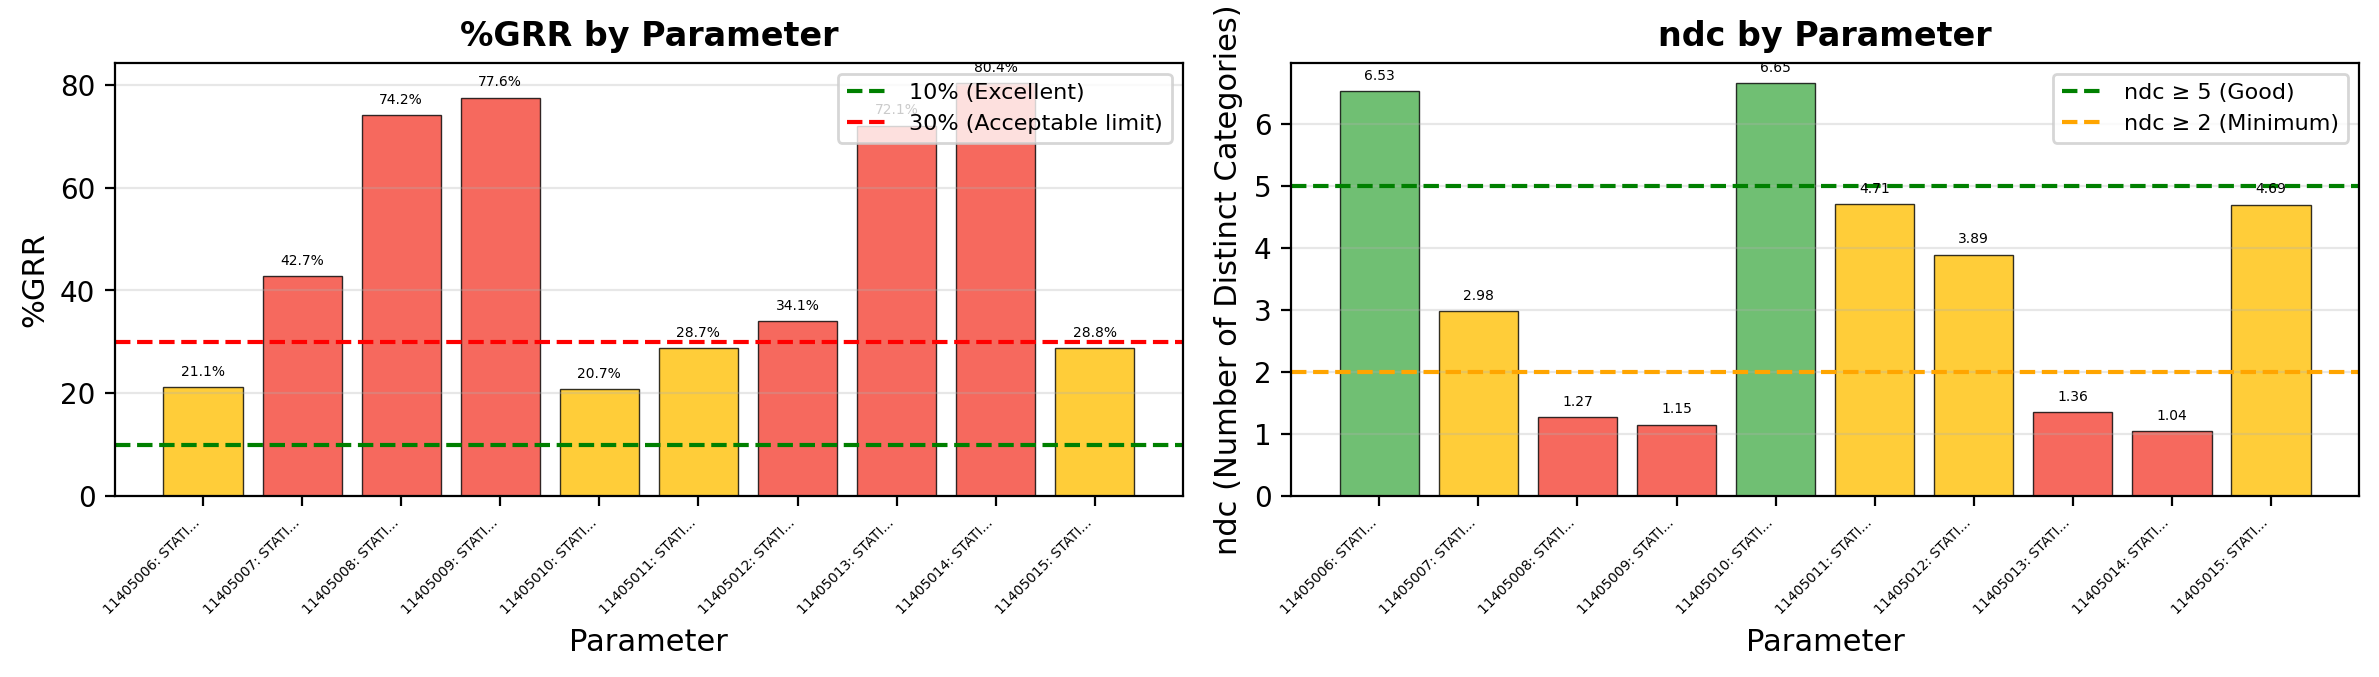 %GRR by Parameter
%GRR
80
60
40
20
0
21.1%
42.7%
74.2%
77.6%
20.7%
28.7%
34.1%
72.1%
80.4%
28.8%
10% (Excellent)
30% (Acceptable limit)
11405006: STATI...
11405007: STATI...
11405008: STATI...
11405009: STATI...
11405010: STATI...
11405011: STATI...
11405012: STATI...
11405013: STATI...
11405014: STATI...
11405015: STATI...
Parameter
ndc by Parameter
ndc (Number of Distinct Categories)
6
5
4
3
2
1
0
6.53
2.98
1.27
1.15
6.65
4.71
3.89
1.36
1.04
4.69
ndc ≥ 5 (Good)
ndc ≥ 2 (Minimum)
11405006: STATI...
11405007: STATI...
11405008: STATI...
11405009: STATI...
11405010: STATI...
11405011: STATI...
11405012: STATI...
11405013: STATI...
11405014: STATI...
11405015: STATI...
Parameter